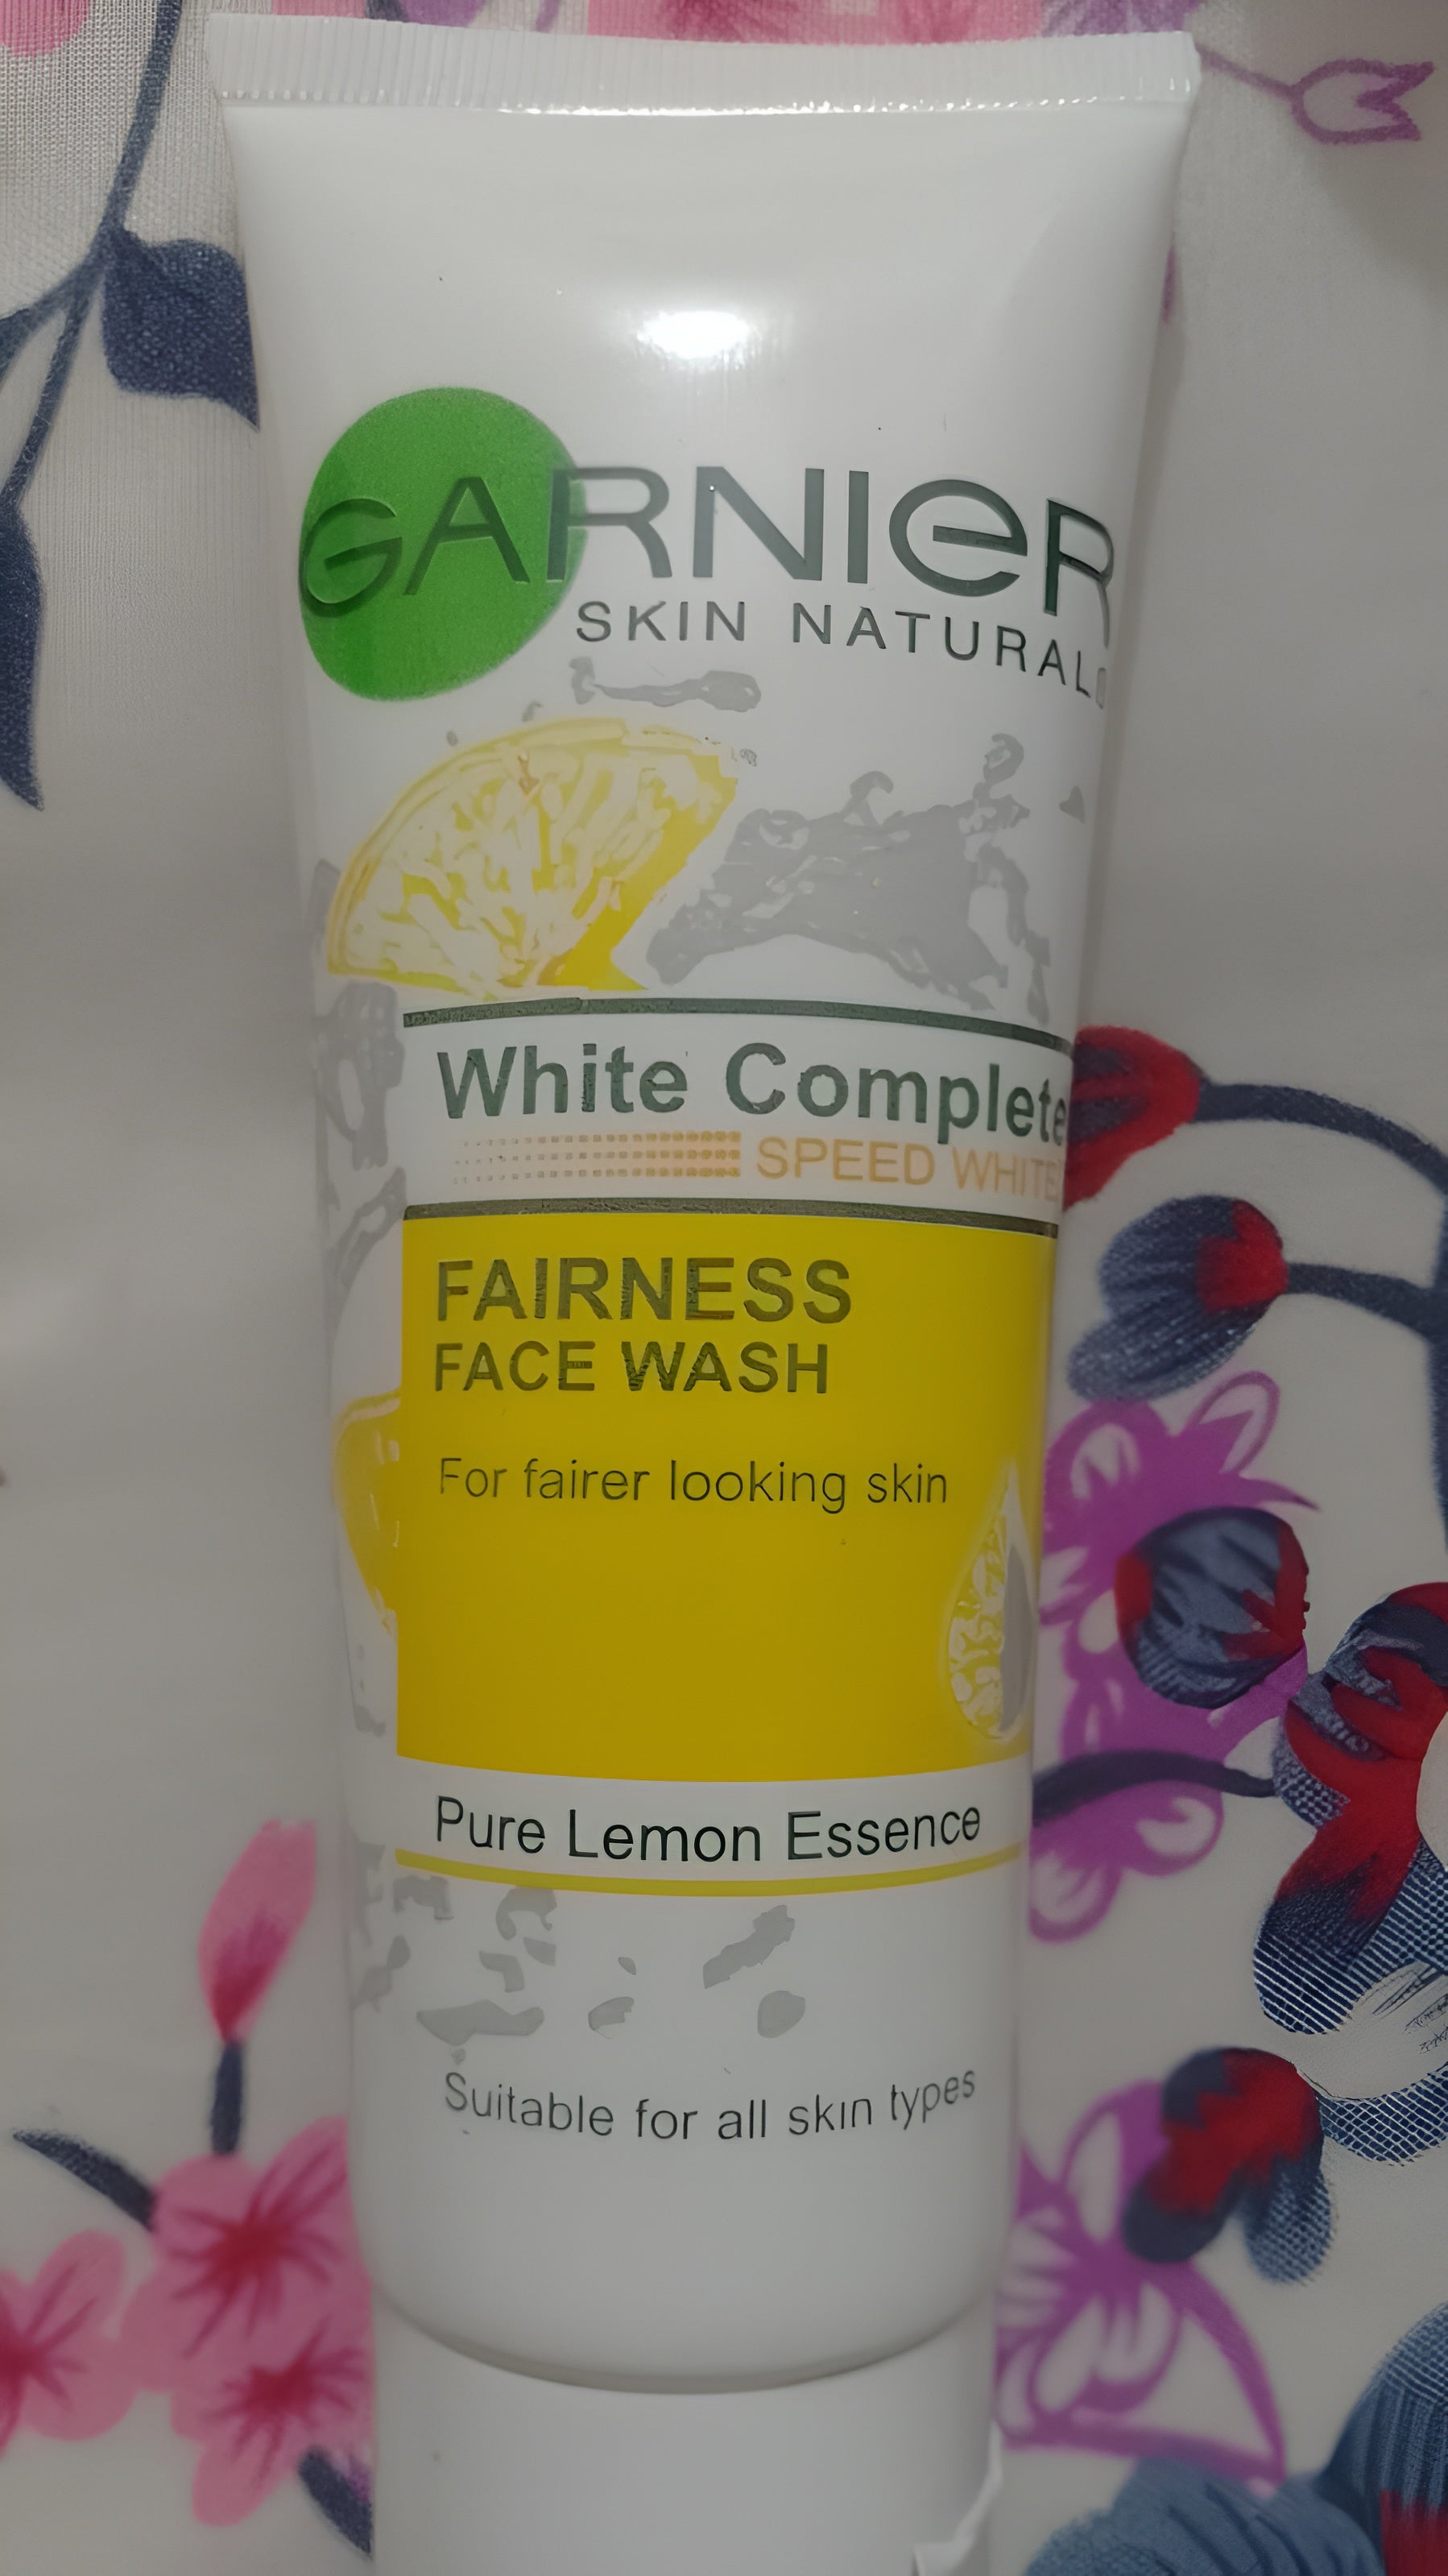 GARNIER
SKIN NATURALS
White Complete
SPEED WHITE
FAIRNESS
FACE WASH
For fairer looking skin
Pure Lemon Essence
Suitable for all skin types